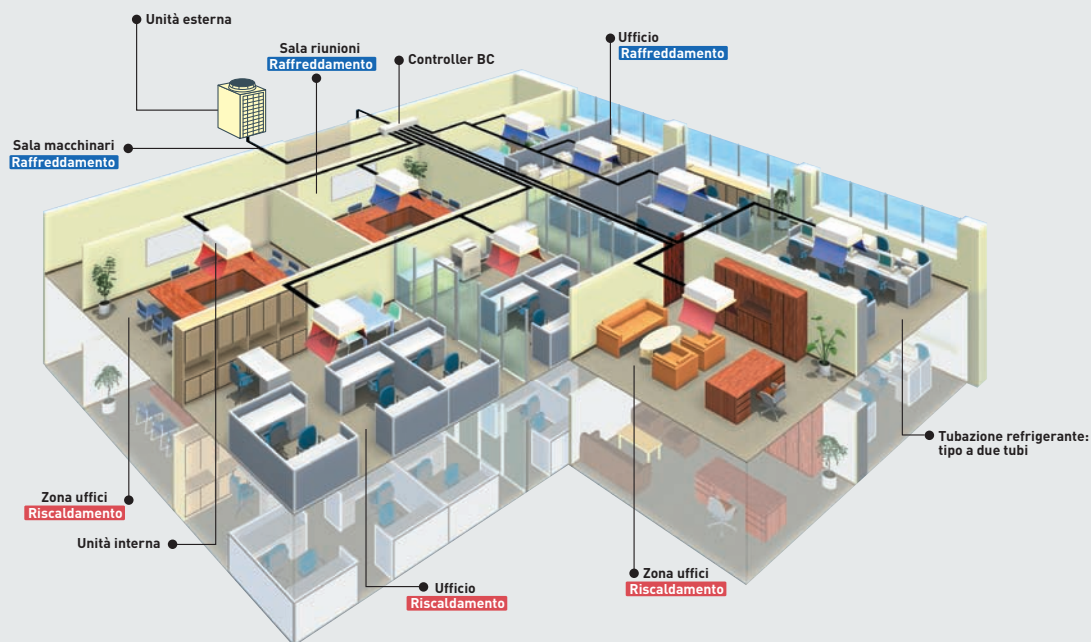 Unità esterna
Sala riunioni
Raffreddamento
Controller BC
Ufficio
Raffreddamento
Sala macchinari
Raffreddamento
Tubazione refrigerante:
tipo a due tubi
Zona uffici
Riscaldamento
Unità interna
Ufficio
Riscaldamento
Zona uffici
Riscaldamento